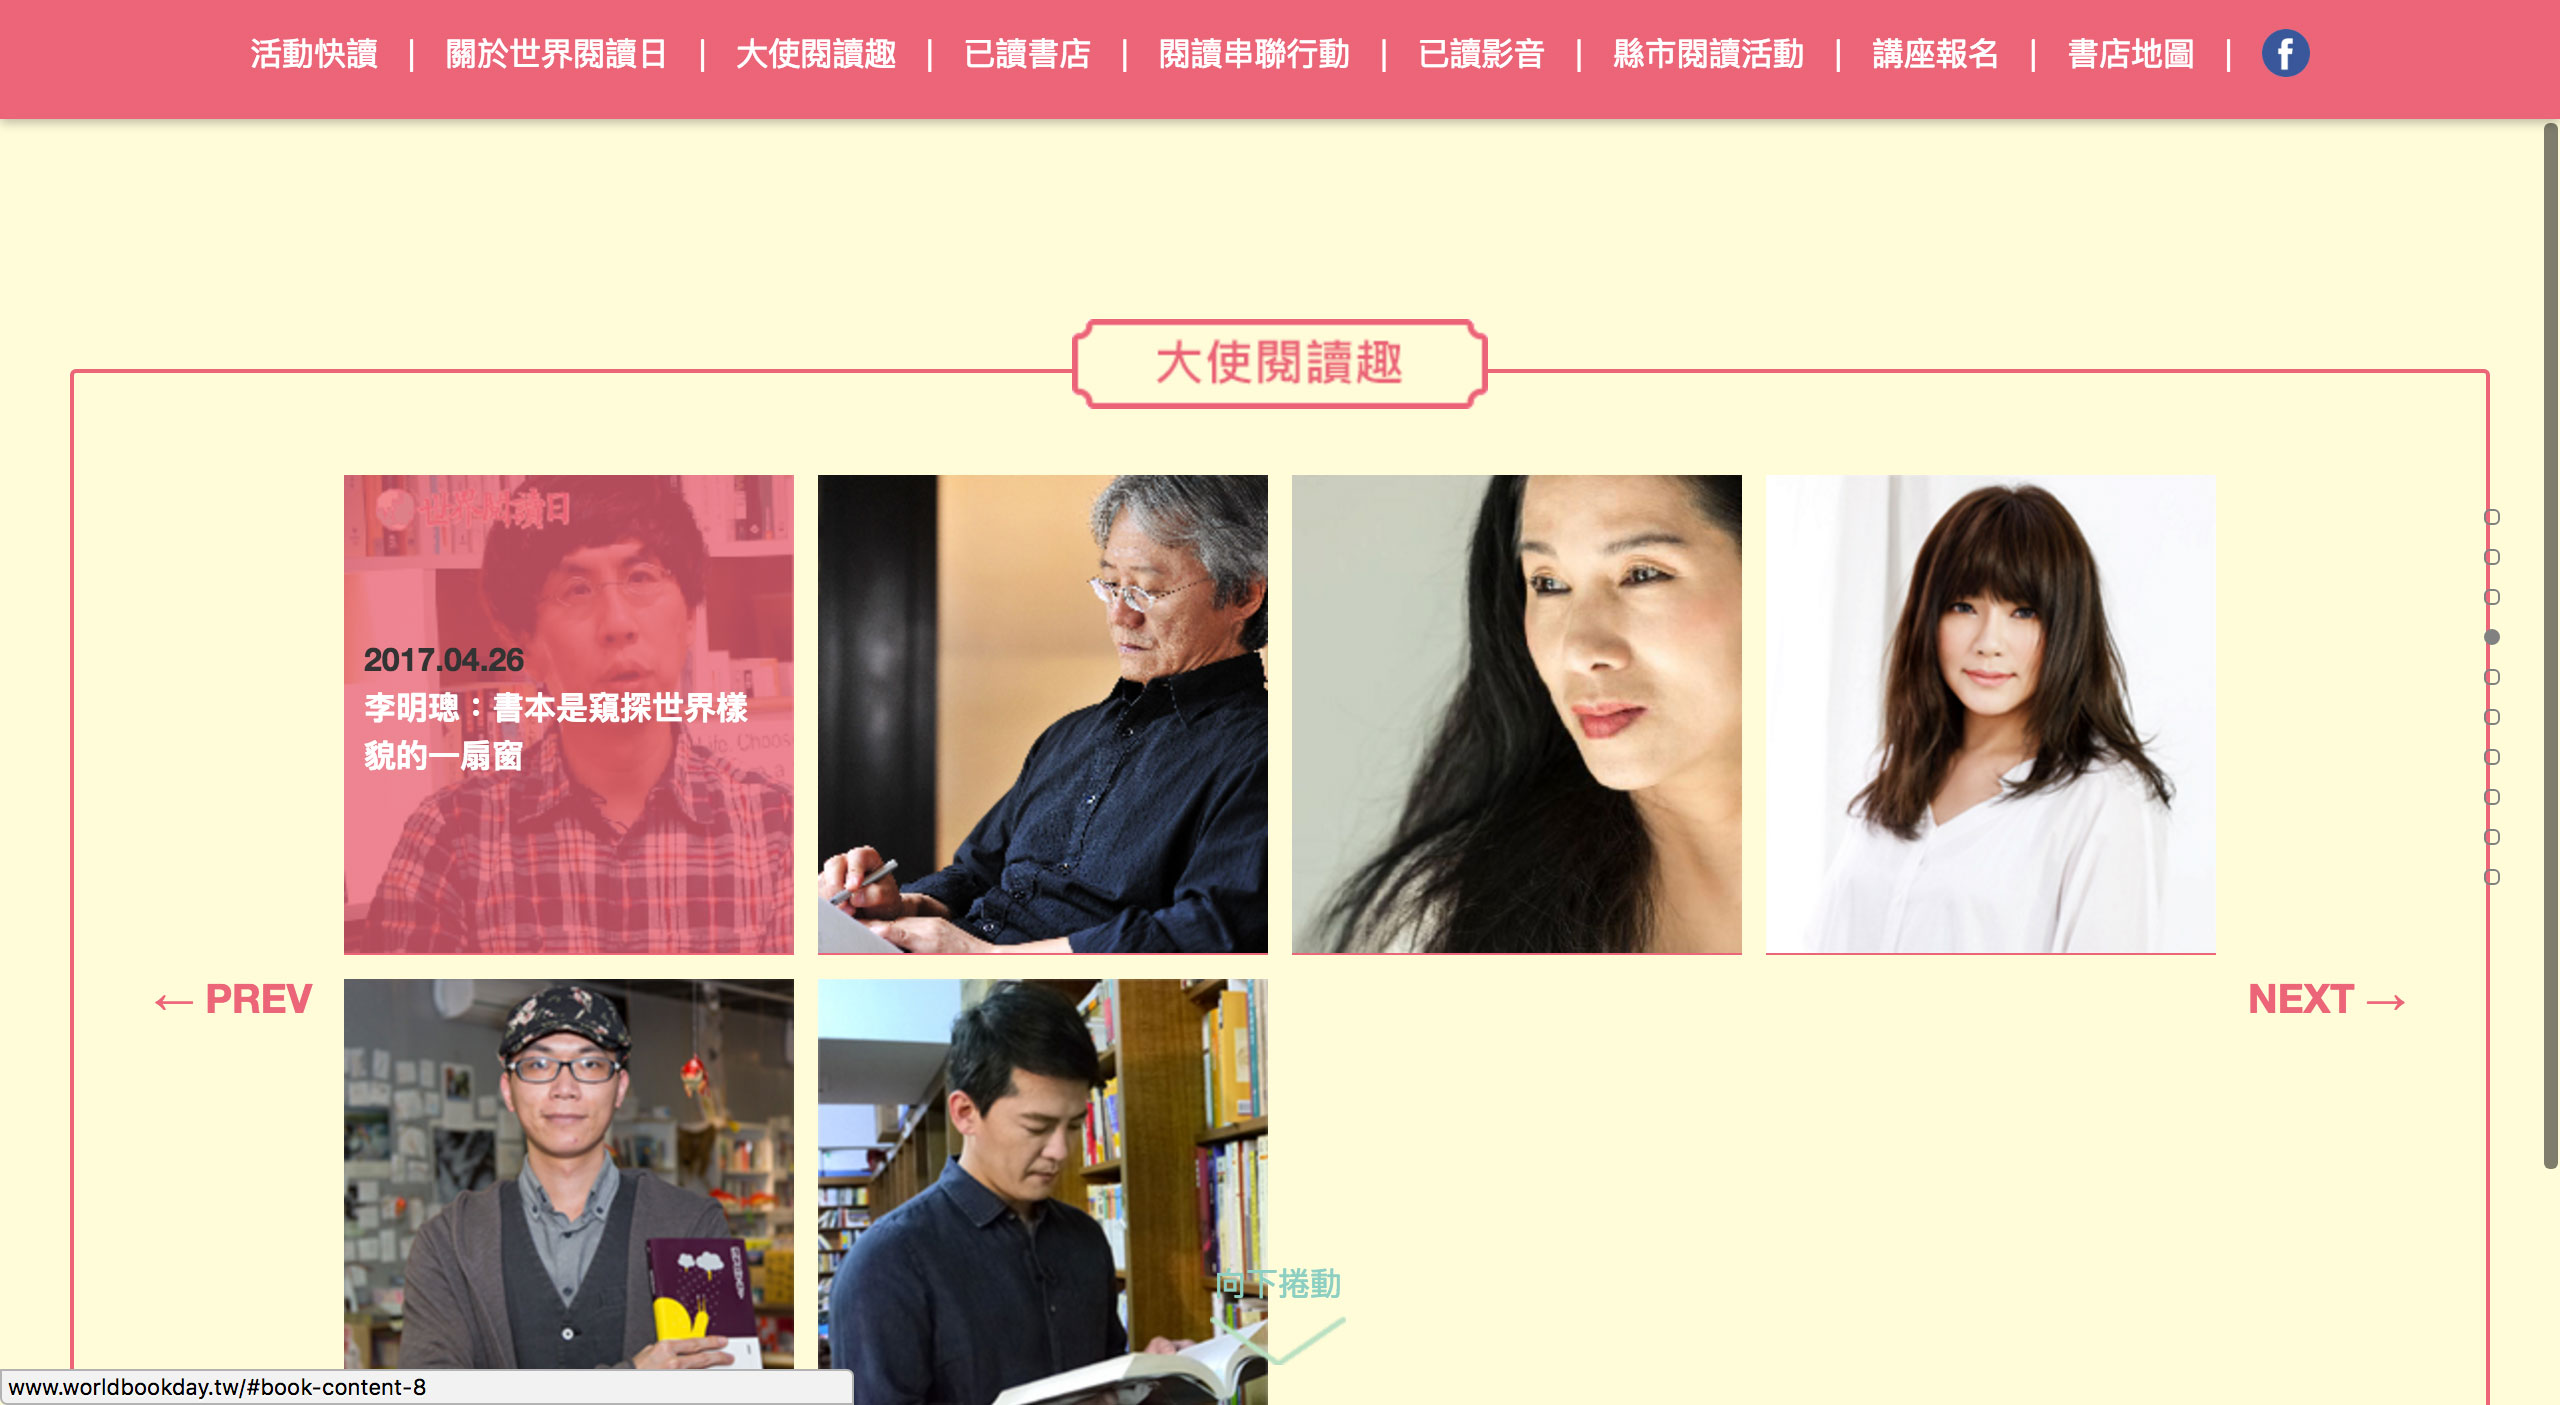 活動快讀 | 關於世界閱讀日 | 大使閱讀趣 | 已讀書店 | 閱讀串聯行動 | 已讀影音 | 縣市閱讀活動 | 講座報名 | 書店地圖 | f
大使閱讀趣
世界閱讀日
2017.04.26
李明璁：書本是窺探世界樣
貌的一扇窗
Life. Choose
← PREV
NEXT →
向下捲動
www.worldbookday.tw/#book-content-8